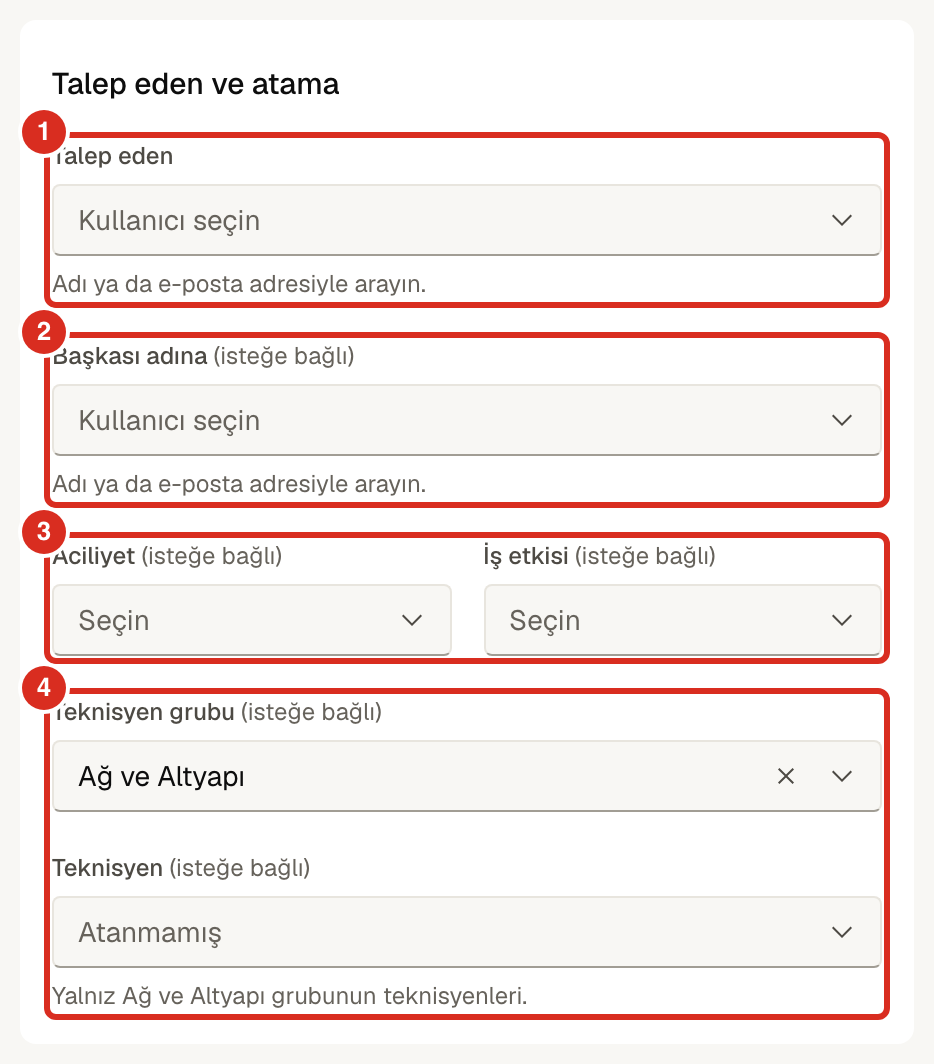 Talep eden ve atama
1
Talep eden
Kullanıcı seçin
Adı ya da e-posta adresiyle arayın.
2
Başkası adına (isteğe bağlı)
Kullanıcı seçin
Adı ya da e-posta adresiyle arayın.
3
Aciliyet (isteğe bağlı)
İş etkisi (isteğe bağlı)
Seçin
Seçin
4
Teknisyen grubu (isteğe bağlı)
Ağ ve Altyapı
Teknisyen (isteğe bağlı)
Atanmamış
Yalnız Ağ ve Altyapı grubunun teknisyenleri.